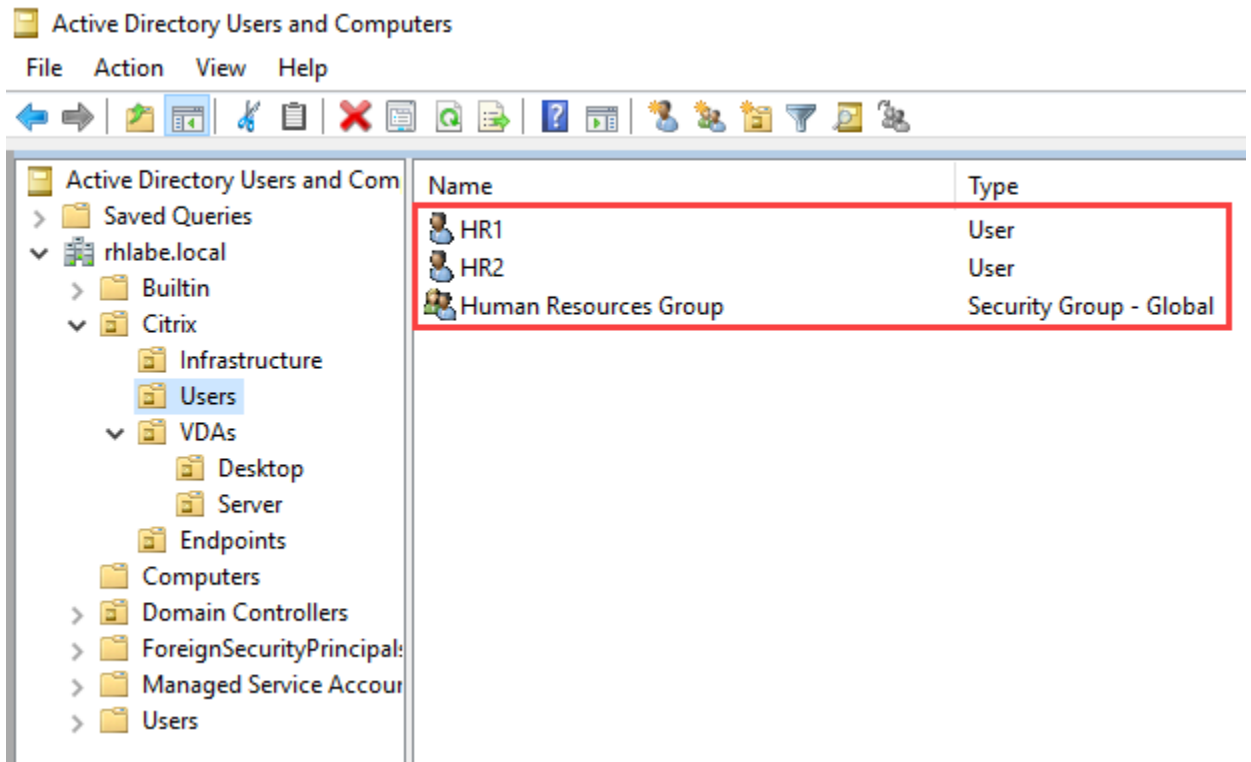 Active Directory Users and Computers
File Action View Help
Active Directory Users and Com
Saved Queries
rhlabe.local
Builtin
Citrix
Infrastructure
Users
VDAs
Desktop
Server
Endpoints
Computers
Domain Controllers
ForeignSecurityPrincipals
Managed Service Accour
Users
Name Type
HR1 User
HR2 User
Human Resources Group Security Group - Global